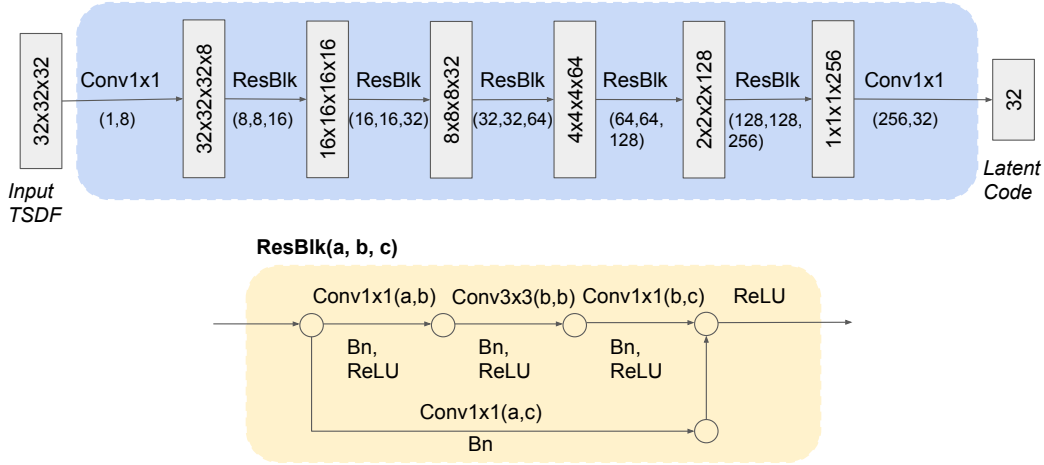 32x32x32
Input
TSDF
Conv1x1
(1,8)
32x32x32x8
ResBlk
(8,8,16)
16x16x16x16
ResBlk
(16,16,32)
8x8x8x32
ResBlk
(32,32,64)
4x4x4x64
ResBlk
(64,64,
128)
2x2x2x128
ResBlk
(128,128,
256)
1x1x1x256
Conv1x1
(256,32)
32
Latent
Code
ResBlk(a, b, c)
Conv1x1(a,b)
Bn,
ReLU
Conv3x3(b,b)
Bn,
ReLU
Conv1x1(b,c)
Bn,
ReLU
ReLU
Conv1x1(a,c)
Bn